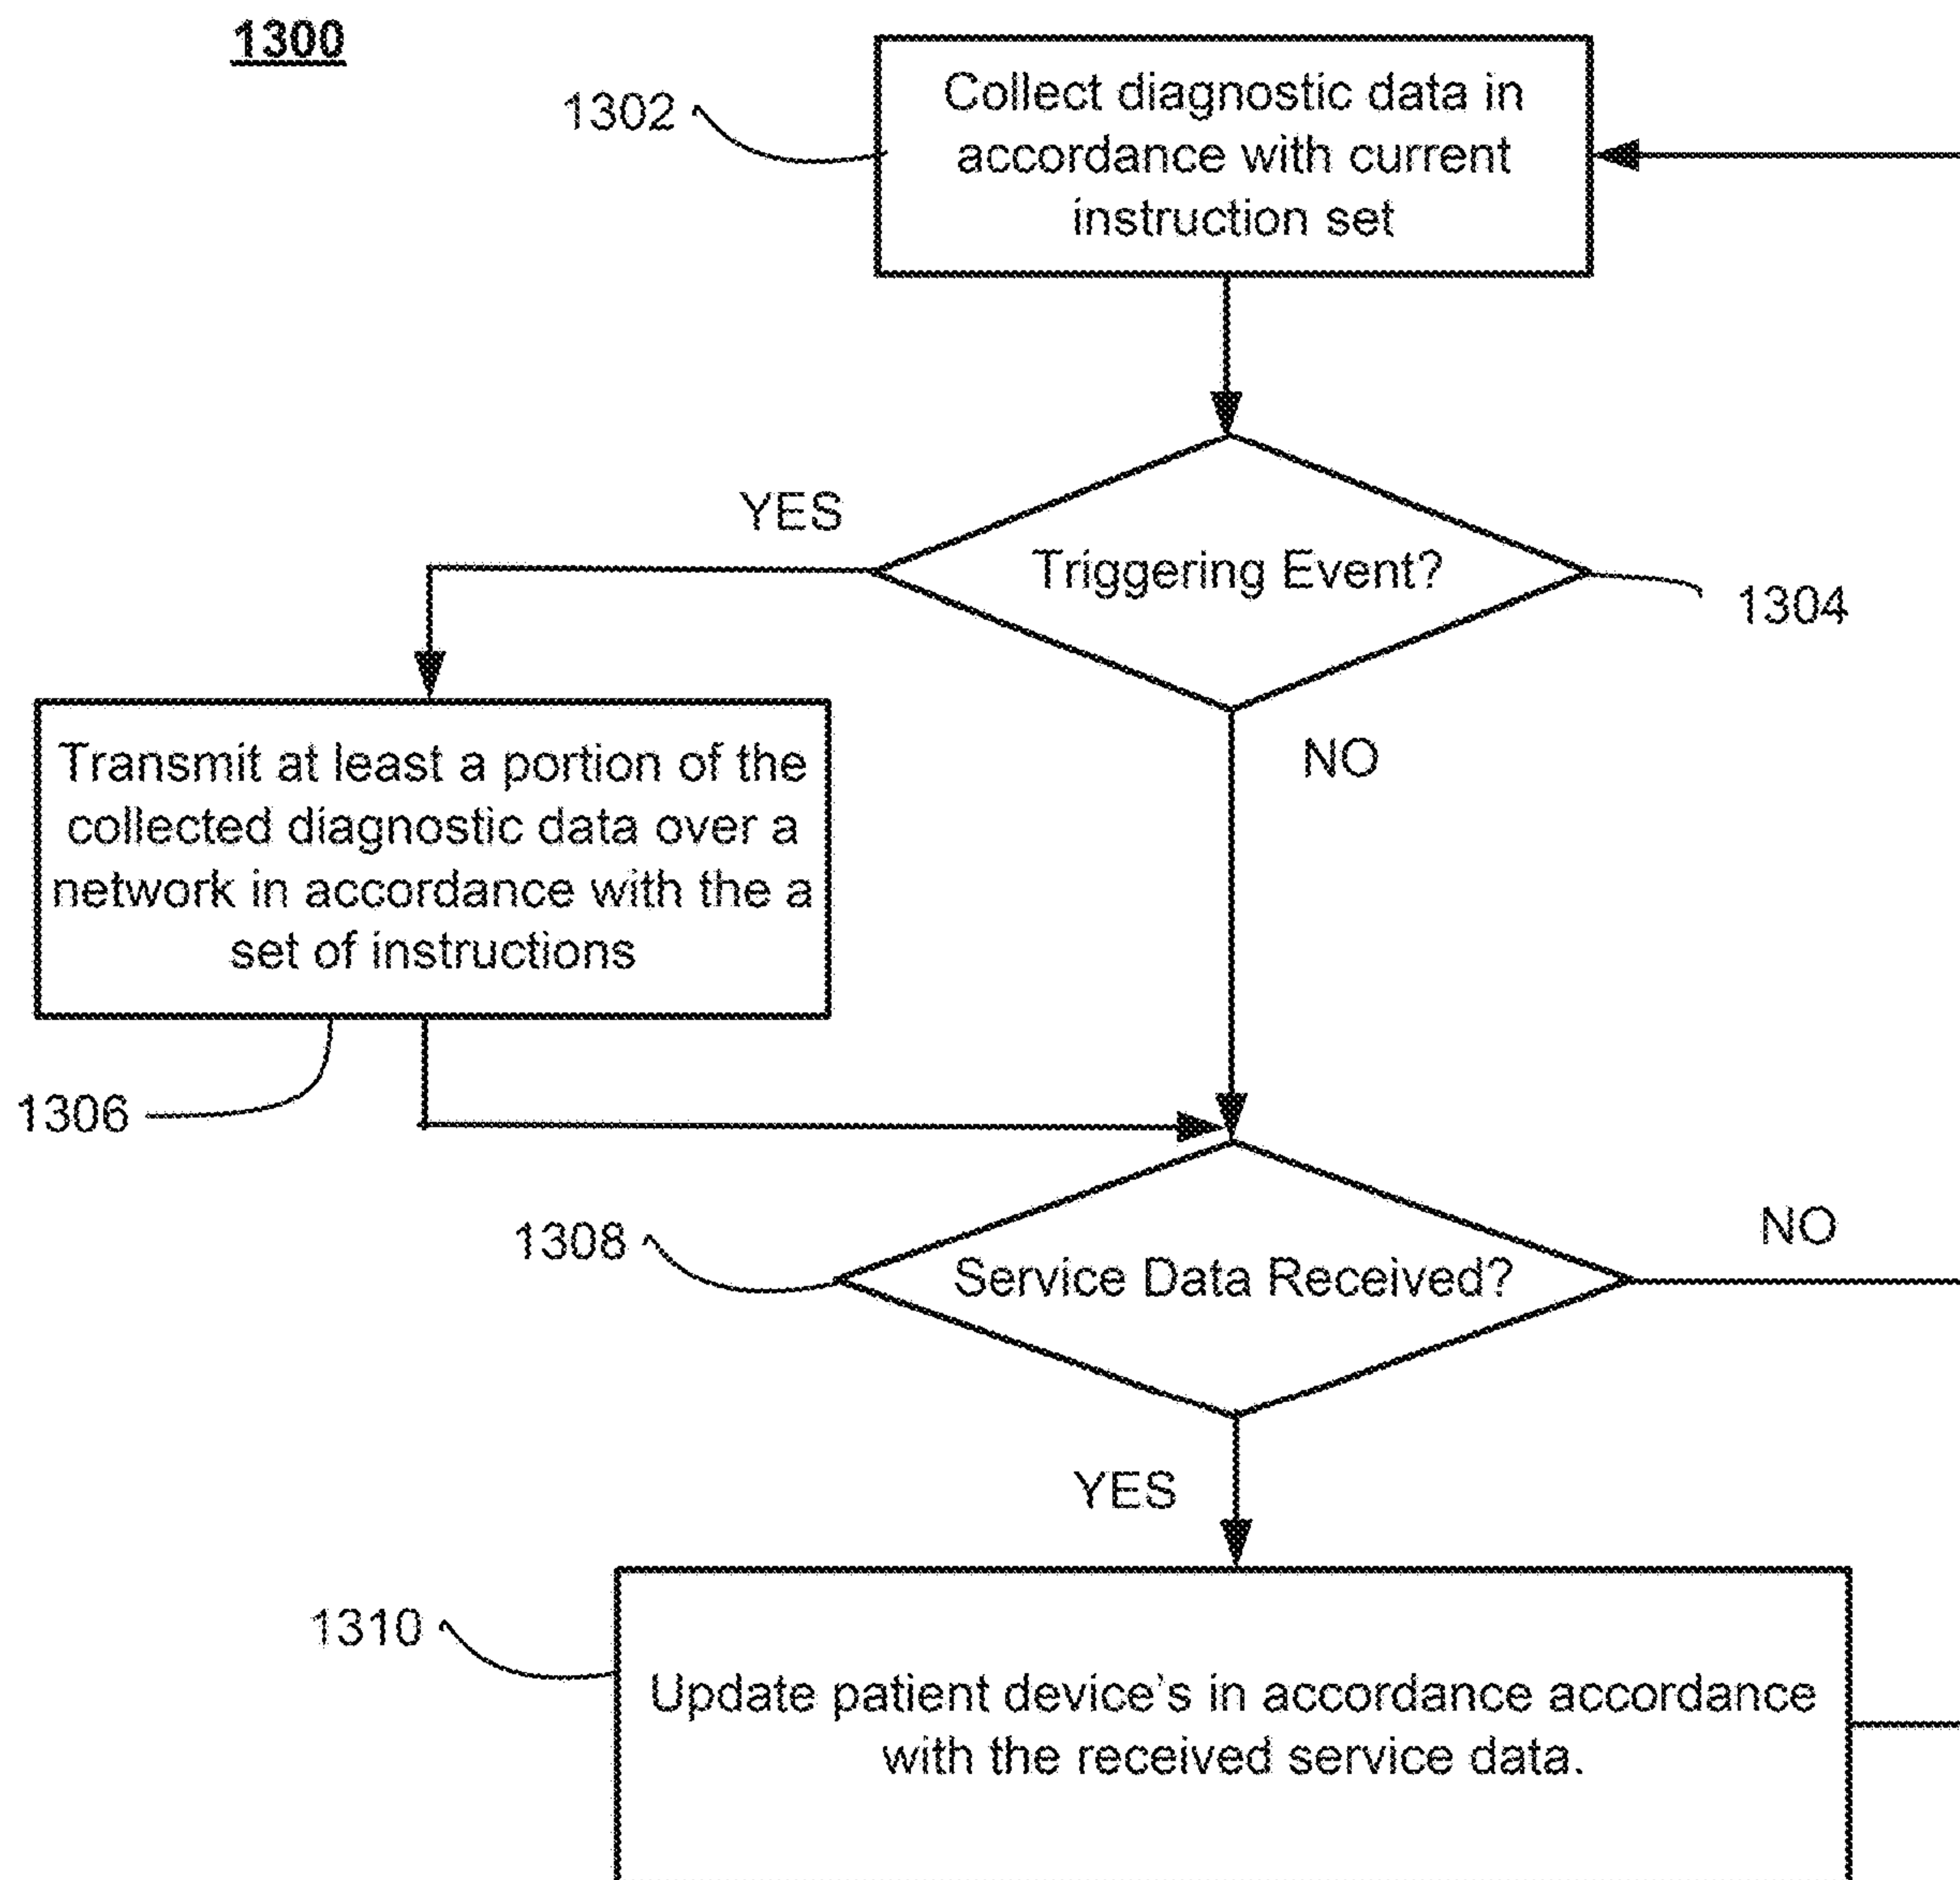 1300
1302
Collect diagnostic data in
accordance with current
instruction set
YES
Triggering Event?
1304
NO
Transmit at least a portion of the
collected diagnostic data over a
network in accordance with the a
set of instructions
1306
1308
Service Data Received?
NO
YES
1310
Update patient device's in accordance accordance
with the received service data.